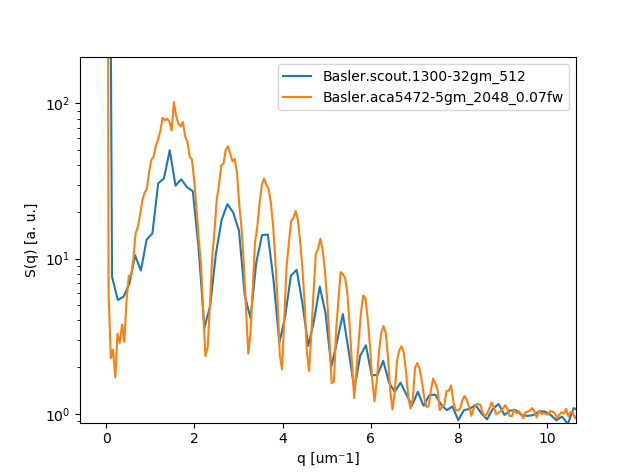 Basler.scout.1300-32gm_512
Basler.aca5472-5gm_2048_0.07fw
10²
10¹
10⁰
S(q) [a. u.]
0 2 4 6 8 10
q [um⁻1]